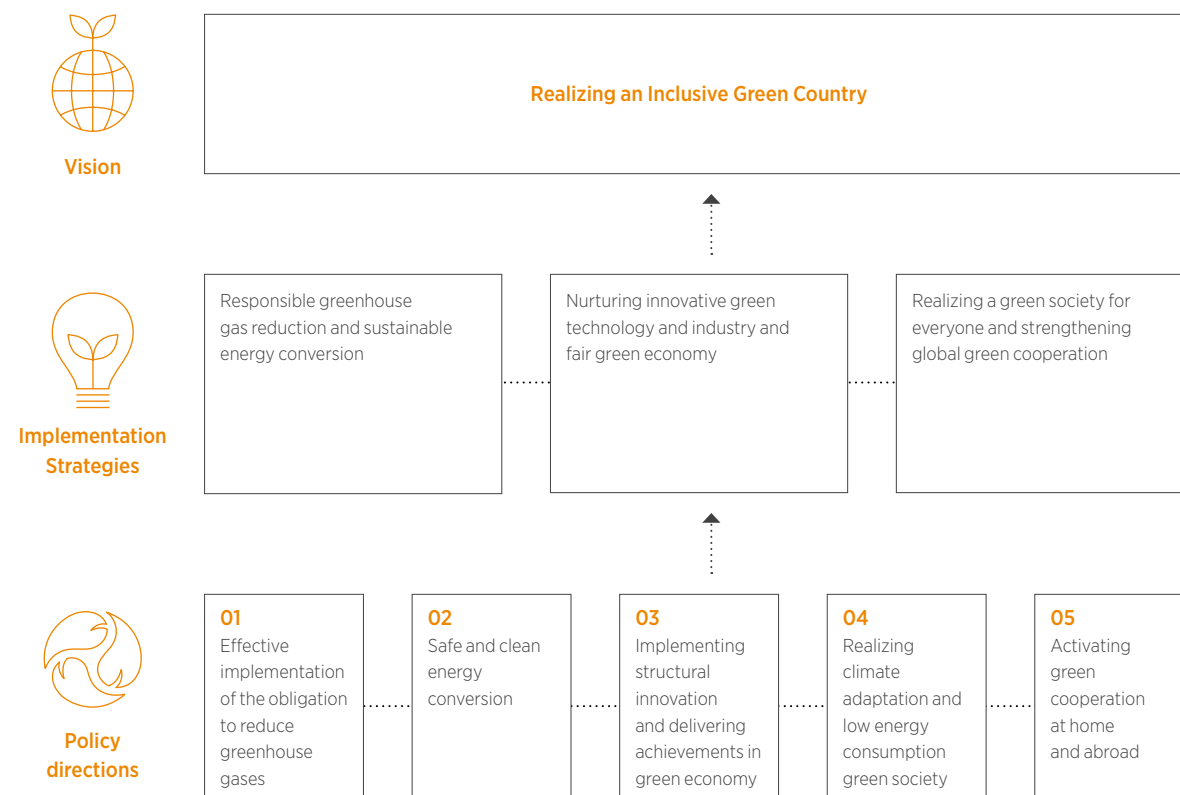 Realizing an Inclusive Green Country
Vision
Responsible greenhouse
gas reduction and sustainable
energy conversion
Nurturing innovative green
technology and industry and
fair green economy
Realizing a green society for
everyone and strengthening
global green cooperation
Implementation
Strategies
01
Effective
implementation
of the obligation
to reduce
greenhouse
gases
02
Safe and clean
energy
conversion
03
Implementing
structural
innovation
and delivering
achievements in
green economy
04
Realizing
climate
adaptation and
low energy
consumption
green society
05
Activating
green
cooperation
at home
and abroad
Policy
directions